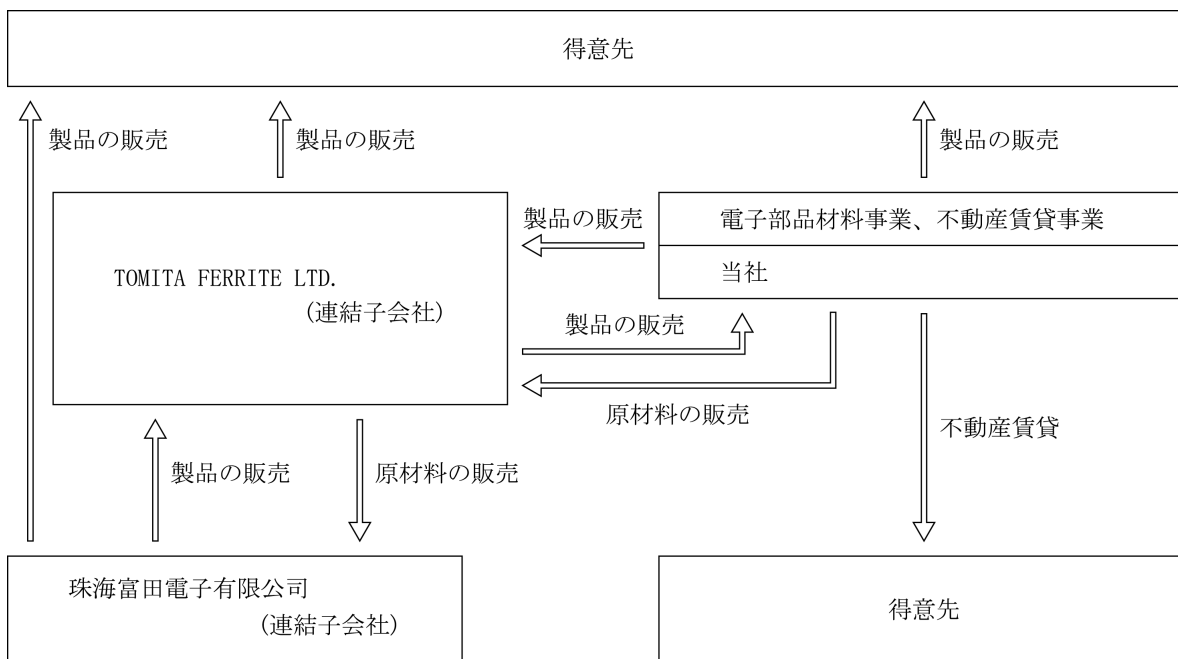 得意先
製品の販売
製品の販売
製品の販売
製品の販売
電子部品材料事業、不動産賃貸事業
当社
TOMITA FERRITE LTD.
(連結子会社)
製品の販売
原材料の販売
不動産賃貸
製品の販売
原材料の販売
珠海富田電子有限公司
(連結子会社)
得意先